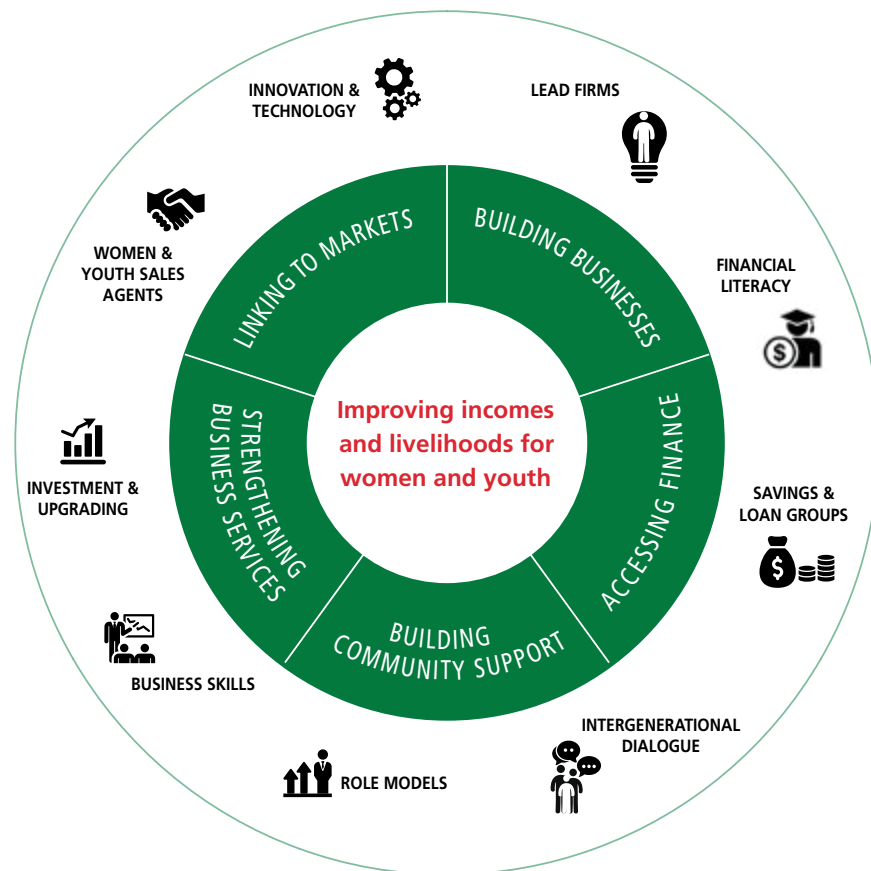 INNOVATION &
TECHNOLOGY
LEAD FIRMS
WOMEN &
YOUTH SALES
AGENTS
FINANCIAL
LITERACY
LINKING TO MARKETS
BUILDING BUSINESSES
STRENGTHENING
BUSINESS SERVICES
ACCESSING FINANCE
BUILDING
COMMUNITY SUPPORT
Improving incomes
and livelihoods for
women and youth
INVESTMENT &
UPGRADING
SAVINGS &
LOAN GROUPS
$
$
BUSINESS SKILLS
INTERGENERATIONAL
DIALOGUE
ROLE MODELS